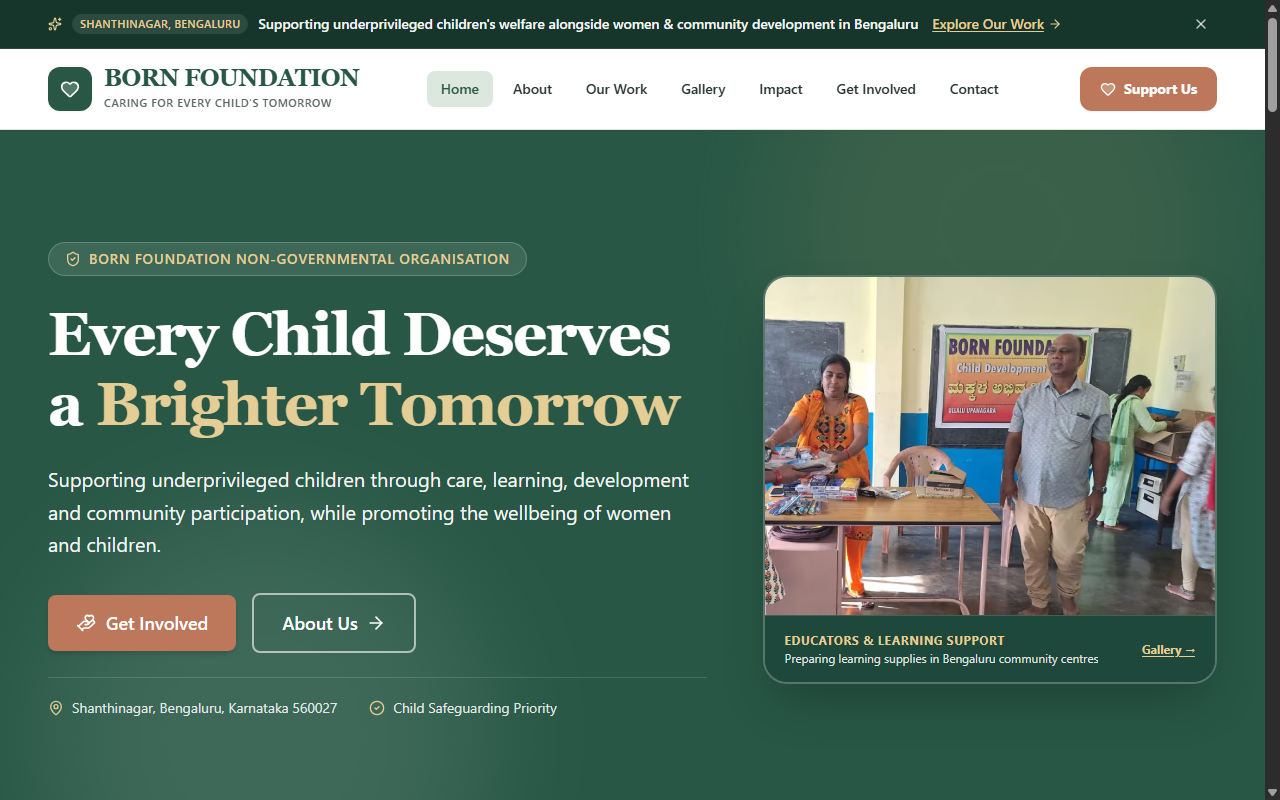 SHANTHINAGAR, BENGALURU Supporting underprivileged children's welfare alongside women & community development in Bengaluru Explore Our Work →
BORN FOUNDATION
CARING FOR EVERY CHILD'S TOMORROW
Home About Our Work Gallery Impact Get Involved Contact
Support Us
BORN FOUNDATION NON-GOVERNMENTAL ORGANISATION
Every Child Deserves
a Brighter Tomorrow
Supporting underprivileged children through care, learning, development
and community participation, while promoting the wellbeing of women
and children.
Get Involved About Us →
Shanthinagar, Bengaluru, Karnataka 560027 Child Safeguarding Priority
BORN
Child Development
ಮಕ್ಕಳ
ULLALU UPANAGARA
EDUCATORS & LEARNING SUPPORT
Preparing learning supplies in Bengaluru community centres
Gallery →